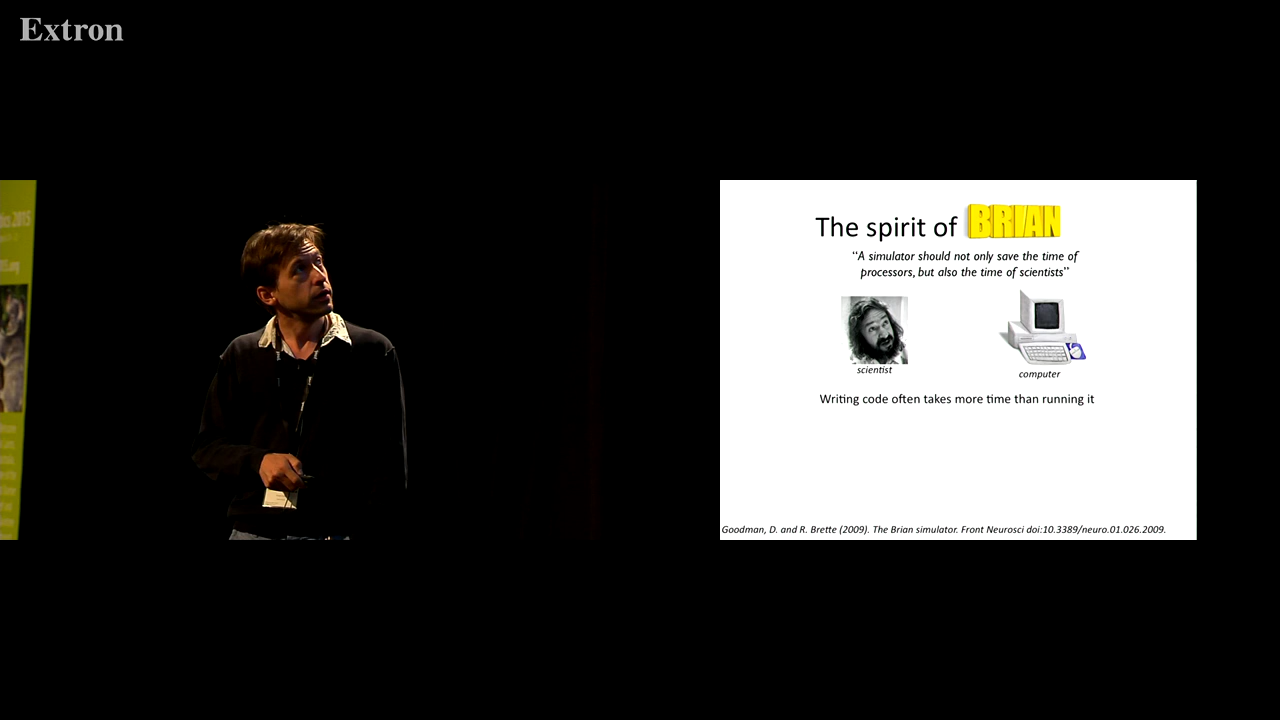 Extron
2015
.org
The spirit of BRIAN
“A simulator should not only save the time of
processors, but also the time of scientists”
scientist
computer
Writing code often takes more time than running it
Goodman, D. and R. Brette (2009). The Brian simulator. Front Neurosci doi:10.3389/neuro.01.026.2009.